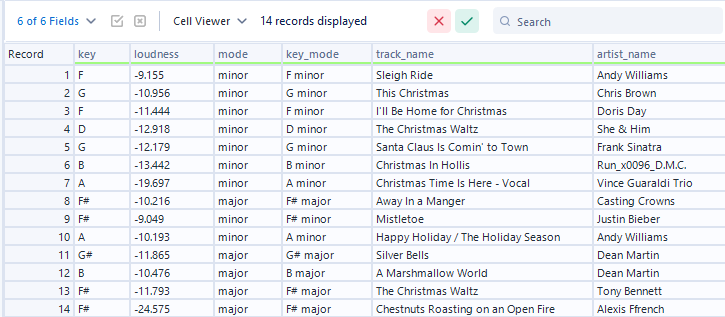 6 of 6 Fields Cell Viewer 14 records displayed Search
Record key loudness mode key_mode track_name artist_name
1 F -9.155 minor F minor Sleigh Ride Andy Williams
2 G -10.956 minor G minor This Christmas Chris Brown
3 F -11.444 minor F minor I'll Be Home for Christmas Doris Day
4 D -12.918 minor D minor The Christmas Waltz She & Him
5 G -12.179 minor G minor Santa Claus Is Comin' to Town Frank Sinatra
6 B -13.442 minor B minor Christmas In Hollis Run_x0096_D.M.C.
7 A -19.697 minor A minor Christmas Time Is Here - Vocal Vince Guaraldi Trio
8 F# -10.216 major F# major Away In a Manger Casting Crowns
9 F# -9.049 minor F# minor Mistletoe Justin Bieber
10 A -10.193 minor A minor Happy Holiday / The Holiday Season Andy Williams
11 G# -11.865 major G# major Silver Bells Dean Martin
12 B -10.476 major B major A Marshmallow World Dean Martin
13 F# -11.793 major F# major The Christmas Waltz Tony Bennett
14 F# -24.575 major F# major Chestnuts Roasting on an Open Fire Alexis Ffrench